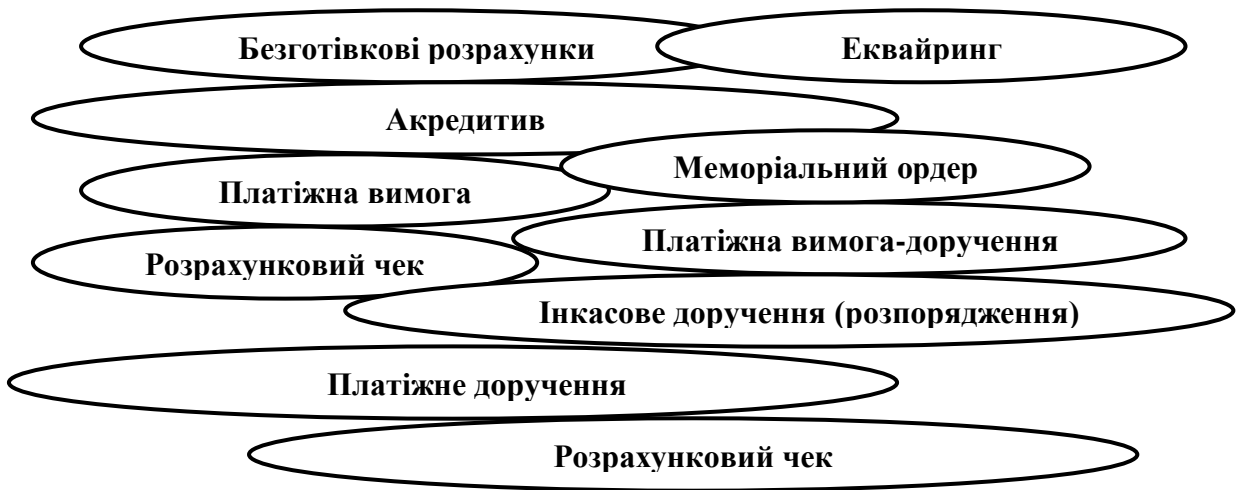 Безготівкові розрахунки
Еквайринг
Акредитив
Меморіальний ордер
Платіжна вимога
Платіжна вимога-доручення
Розрахунковий чек
Інкасове доручення (розпорядження)
Платіжне доручення
Розрахунковий чек